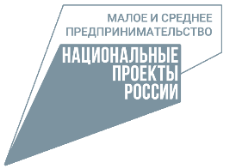 МАЛОЕ И СРЕДНЕЕ
ПРЕДПРИНИМАТЕЛЬСТВО
НАЦИОНАЛЬНЫЕ
ПРОЕКТЫ
РОССИИ